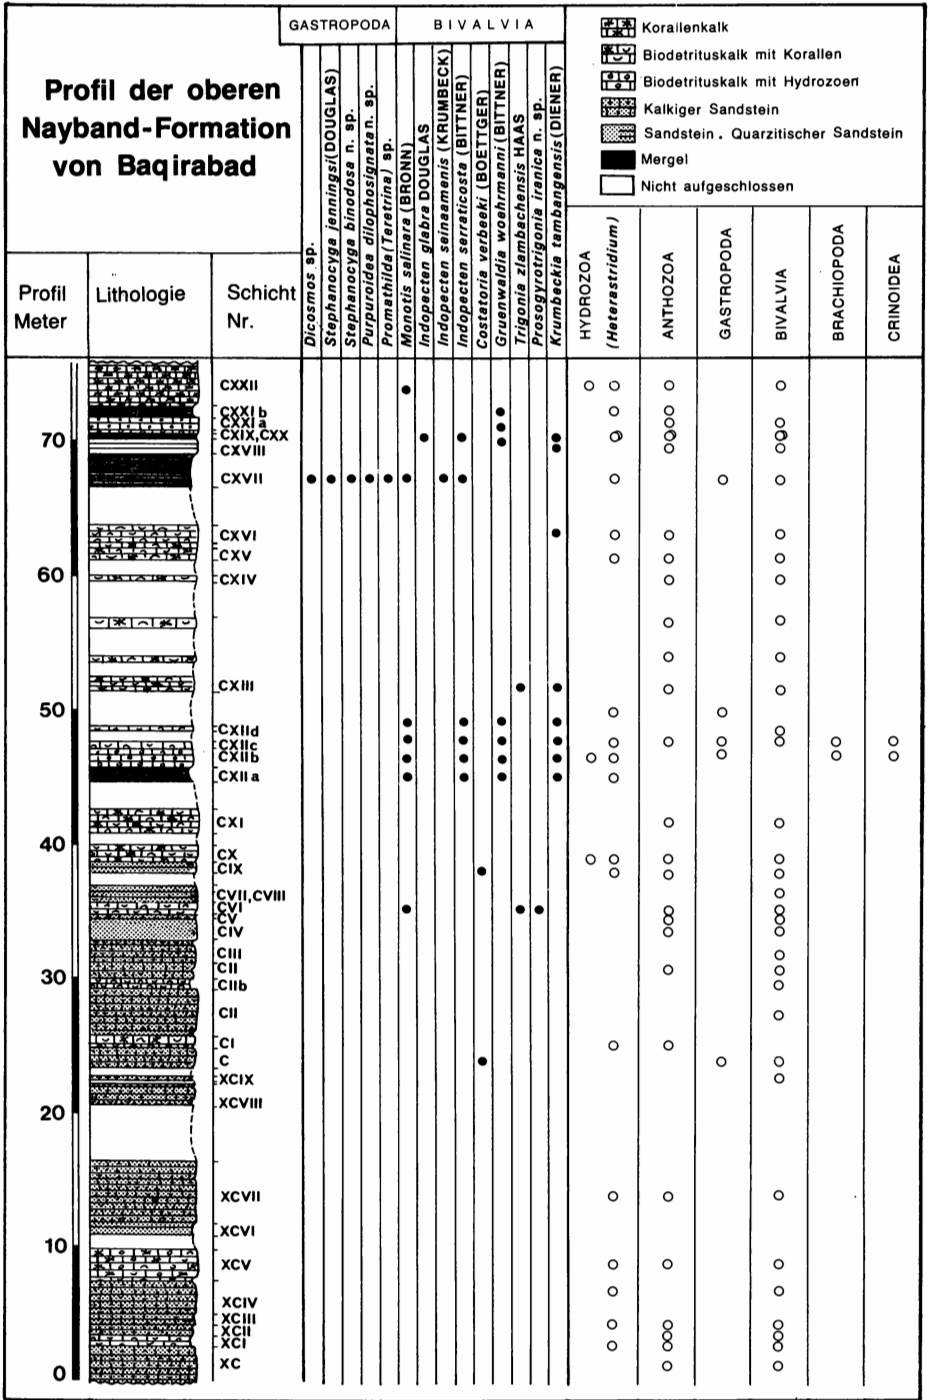 Profil der oberen
Nayband-Formation
von Baqirabad
GASTROPODA
BIVALVIA
Korallenkalk
Biodetrituskalk mit Korallen
Biodetrituskalk mit Hydrozoen
Kalkiger Sandstein
Sandstein. Quarzitischer Sandstein
Mergel
Nicht aufgeschlossen
Profil
Meter
Lithologie
Schicht
Nr.
Dicosmos sp.
Stephanocyga jenningsi (DOUGLAS)
Stephanocyga binodosa n. sp.
Purpuroidea dilophosignata n. sp.
Promathilda (Teretrina) sp.
Monotis salinara (BRONN)
Indopecten glabra DOUGLAS
Indopecten seinaamenis (KRUMBECK)
Indopecten serraticosta (BITTNER)
Costatoria verbeeki (BOETTGER)
Gruenwaldia woehrmanni (BITTNER)
Trigonia zlambachensis HAAS
Prosogyrotrigonia iranica n. sp.
Krumbeckia tambangensis (DIENER)
HYDROZOA
(Heterastridium)
ANTHOZOA
GASTROPODA
BIVALVIA
BRACHIOPODA
CRINOIDEA
CXXII
CXXI b
CXXI a
70
CXIX, CXX
CXVIII
CXVII
CXVI
CXV
60
CXIV
CXIII
50
CXIId
CXIIc
CXIIb
CXIIa
CXI
40
CX
CIX
CVII, CVIII
CVI
CV
CIV
CIII
30
CII
CIIb
CII
CI
C
XCIX
XCVIII
20
XCVII
XCVI
10
XCV
XCIV
XCIII
XCII
XCI
XC
0